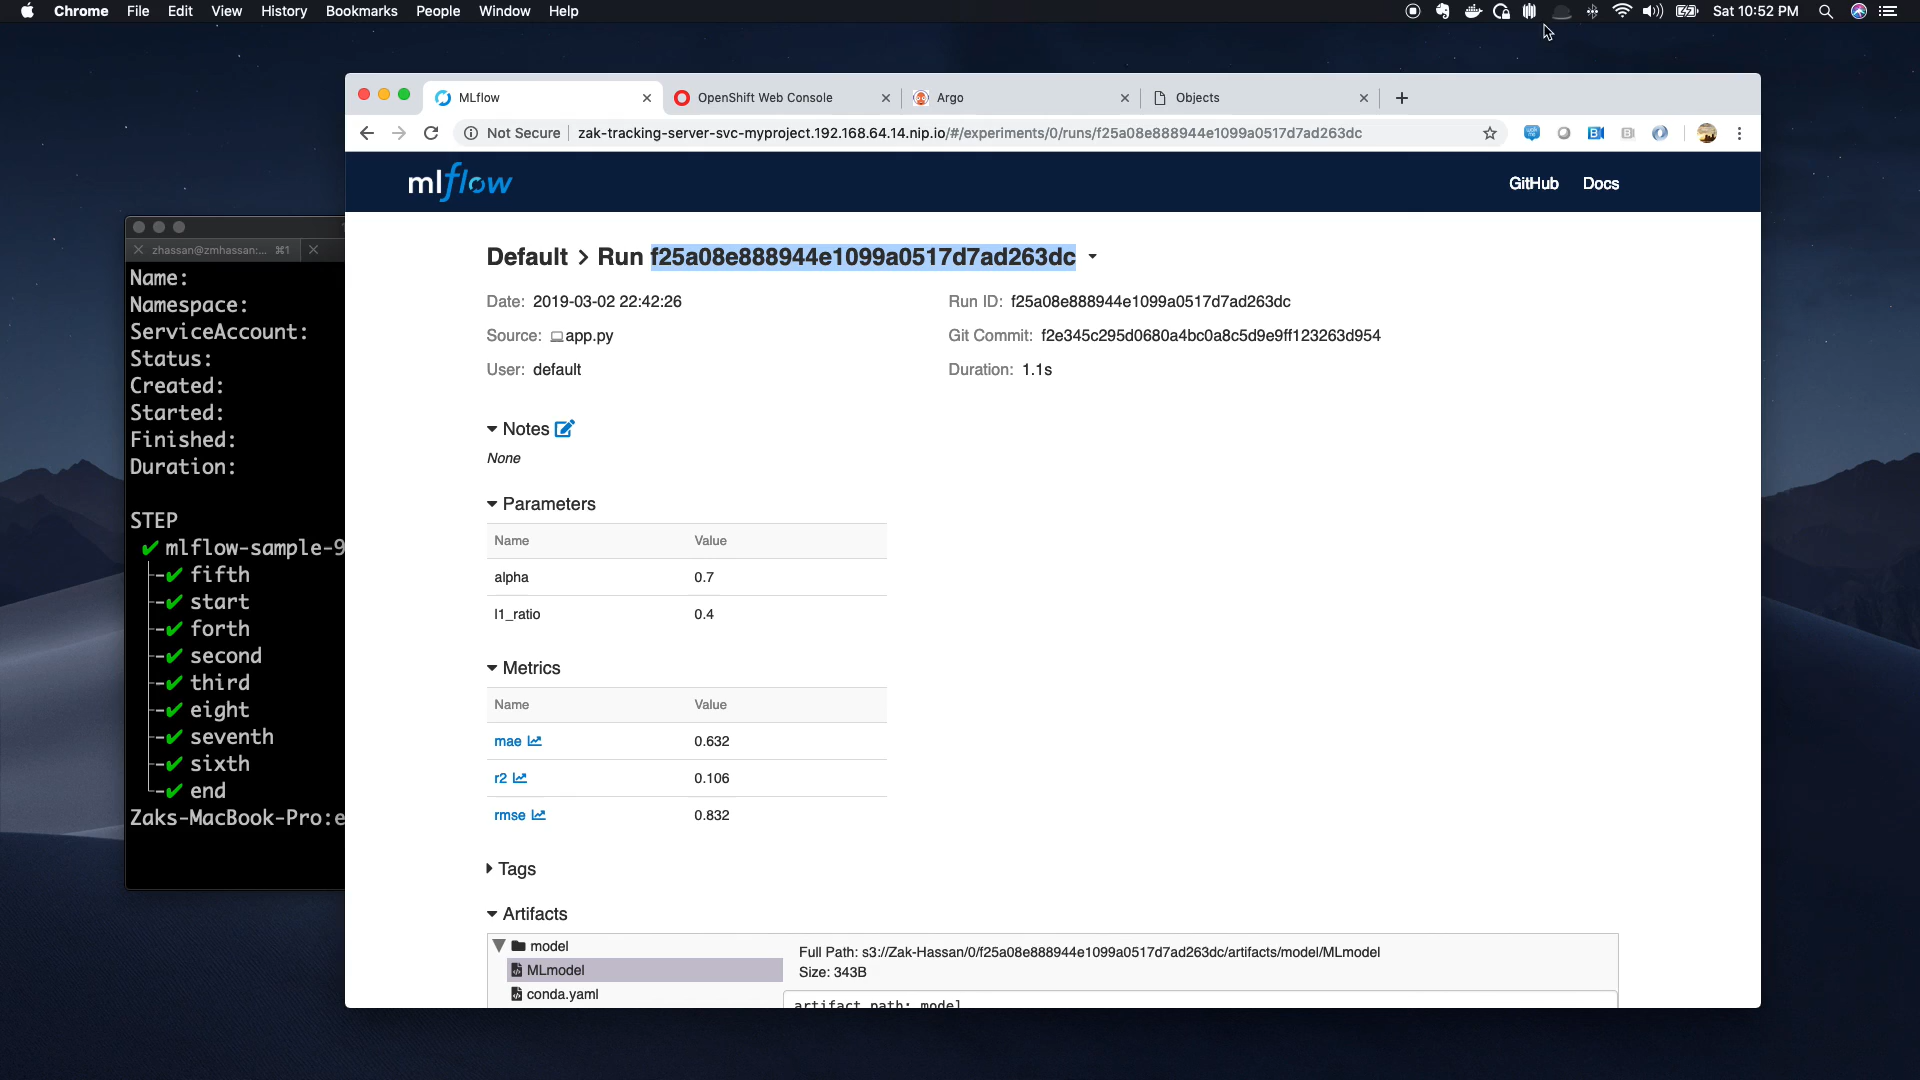 Chrome File Edit View History Bookmarks People Window Help
Sat 10:52 PM
MLflow
OpenShift Web Console
Argo
Objects
Not Secure zak-tracking-server-svc-myproject.192.168.64.14.nip.io/#/experiments/0/runs/f25a08e888944e1099a0517d7ad263dc
mlflow
GitHub Docs
Default > Run f25a08e888944e1099a0517d7ad263dc
Date: 2019-03-02 22:42:26
Run ID: f25a08e888944e1099a0517d7ad263dc
Source: app.py
Git Commit: f2e345c295d0680a4bc0a8c5d9e9ff123263d954
User: default
Duration: 1.1s
Notes
None
Parameters
Name Value
alpha 0.7
l1_ratio 0.4
Metrics
Name Value
mae 0.632
r2 0.106
rmse 0.832
Tags
Artifacts
model
MLmodel
conda.yaml
Full Path: s3://Zak-Hassan/0/f25a08e888944e1099a0517d7ad263dc/artifacts/model/MLmodel
Size: 343B
artifact_path: model
zhassan@zmhassan:... ⌘1
Name:
Namespace:
ServiceAccount:
Status:
Created:
Started:
Finished:
Duration:
STEP
✔ mlflow-sample-9
✔ fifth
✔ start
✔ forth
✔ second
✔ third
✔ eight
✔ seventh
✔ sixth
✔ end
Zaks-MacBook-Pro:e